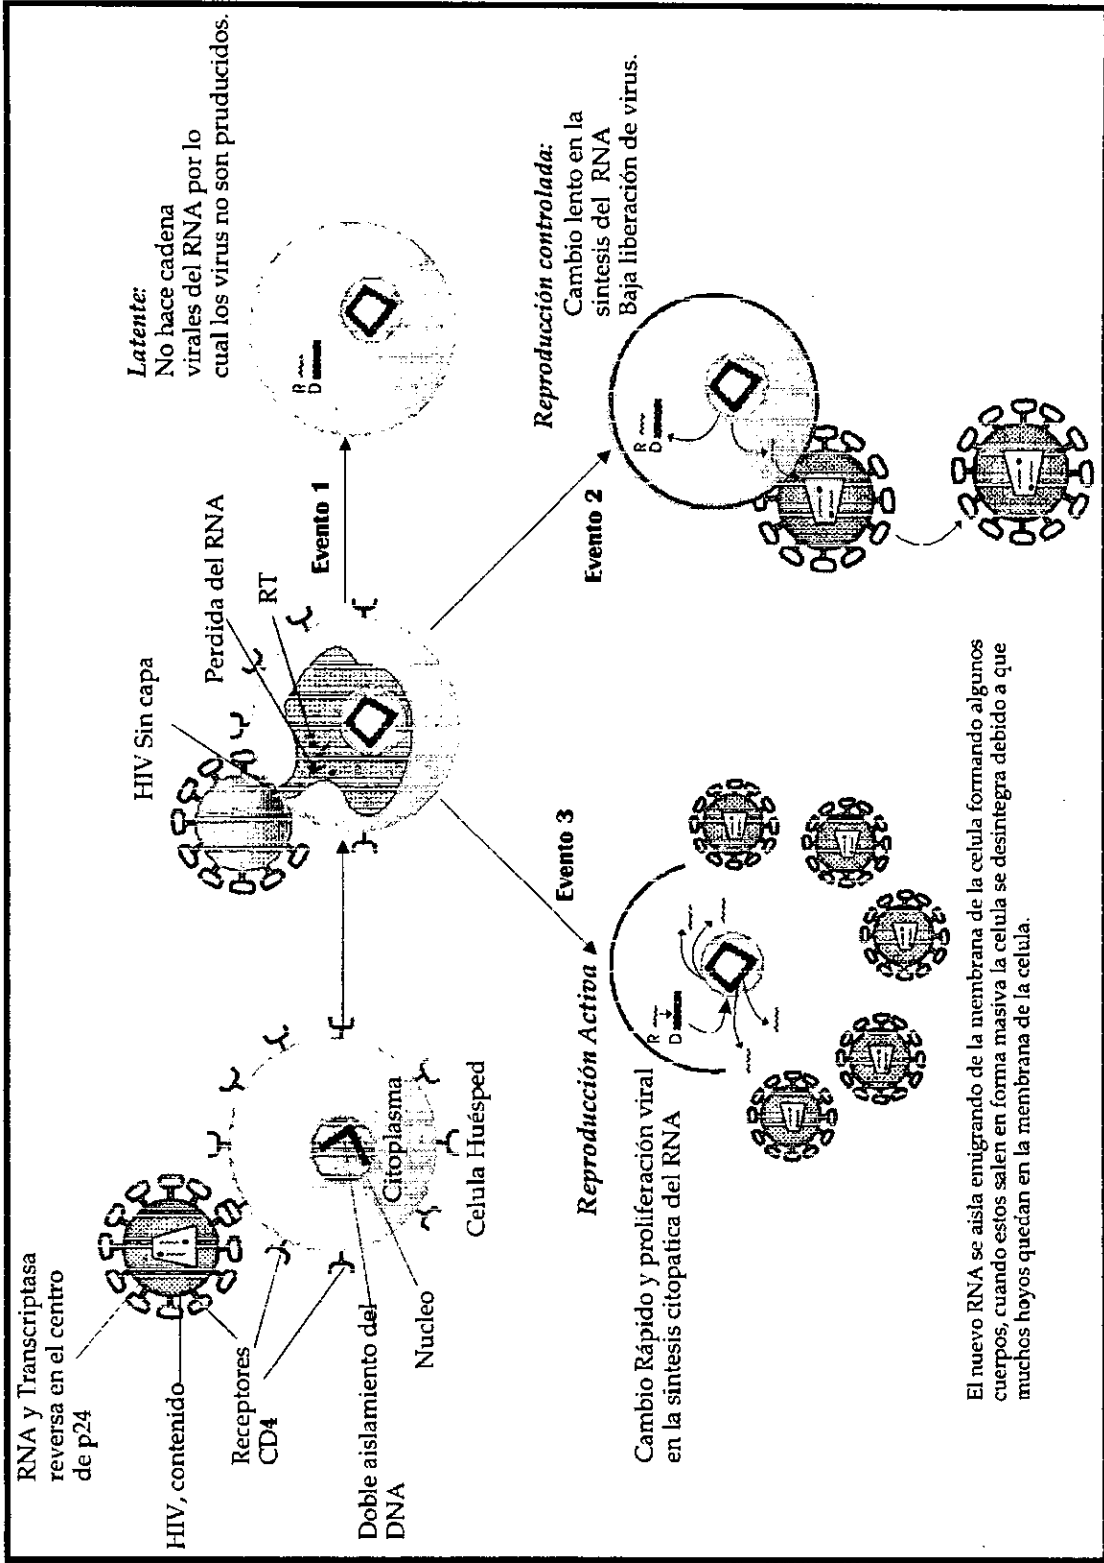 RNA y Transcriptasa
reversa en el centro
de p24
HIV, contenido
Receptores
CD4
Doble aislamiento del
DNA
Nucleo
Citoplasma
Celula Huésped
HIV Sin capa
Perdida del RNA
RT
Evento 1
Latente:
No hace cadena
virales del RNA por lo
cual los virus no son pruducidos.
R
D
Evento 2
Reproducción controlada:
Cambio lento en la
sintesis del RNA
Baja liberación de virus.
R
D
Evento 3
Reproducción Activa
Cambio Rápido y proliferación viral
en la sintesis citopatica del RNA
R
D
El nuevo RNA se aisla emigrando de la membrana de la celula formando algunos
cuerpos, cuando estos salen en forma masiva la celula se desintegra debido a que
muchos hoyos quedan en la membrana de la celula.